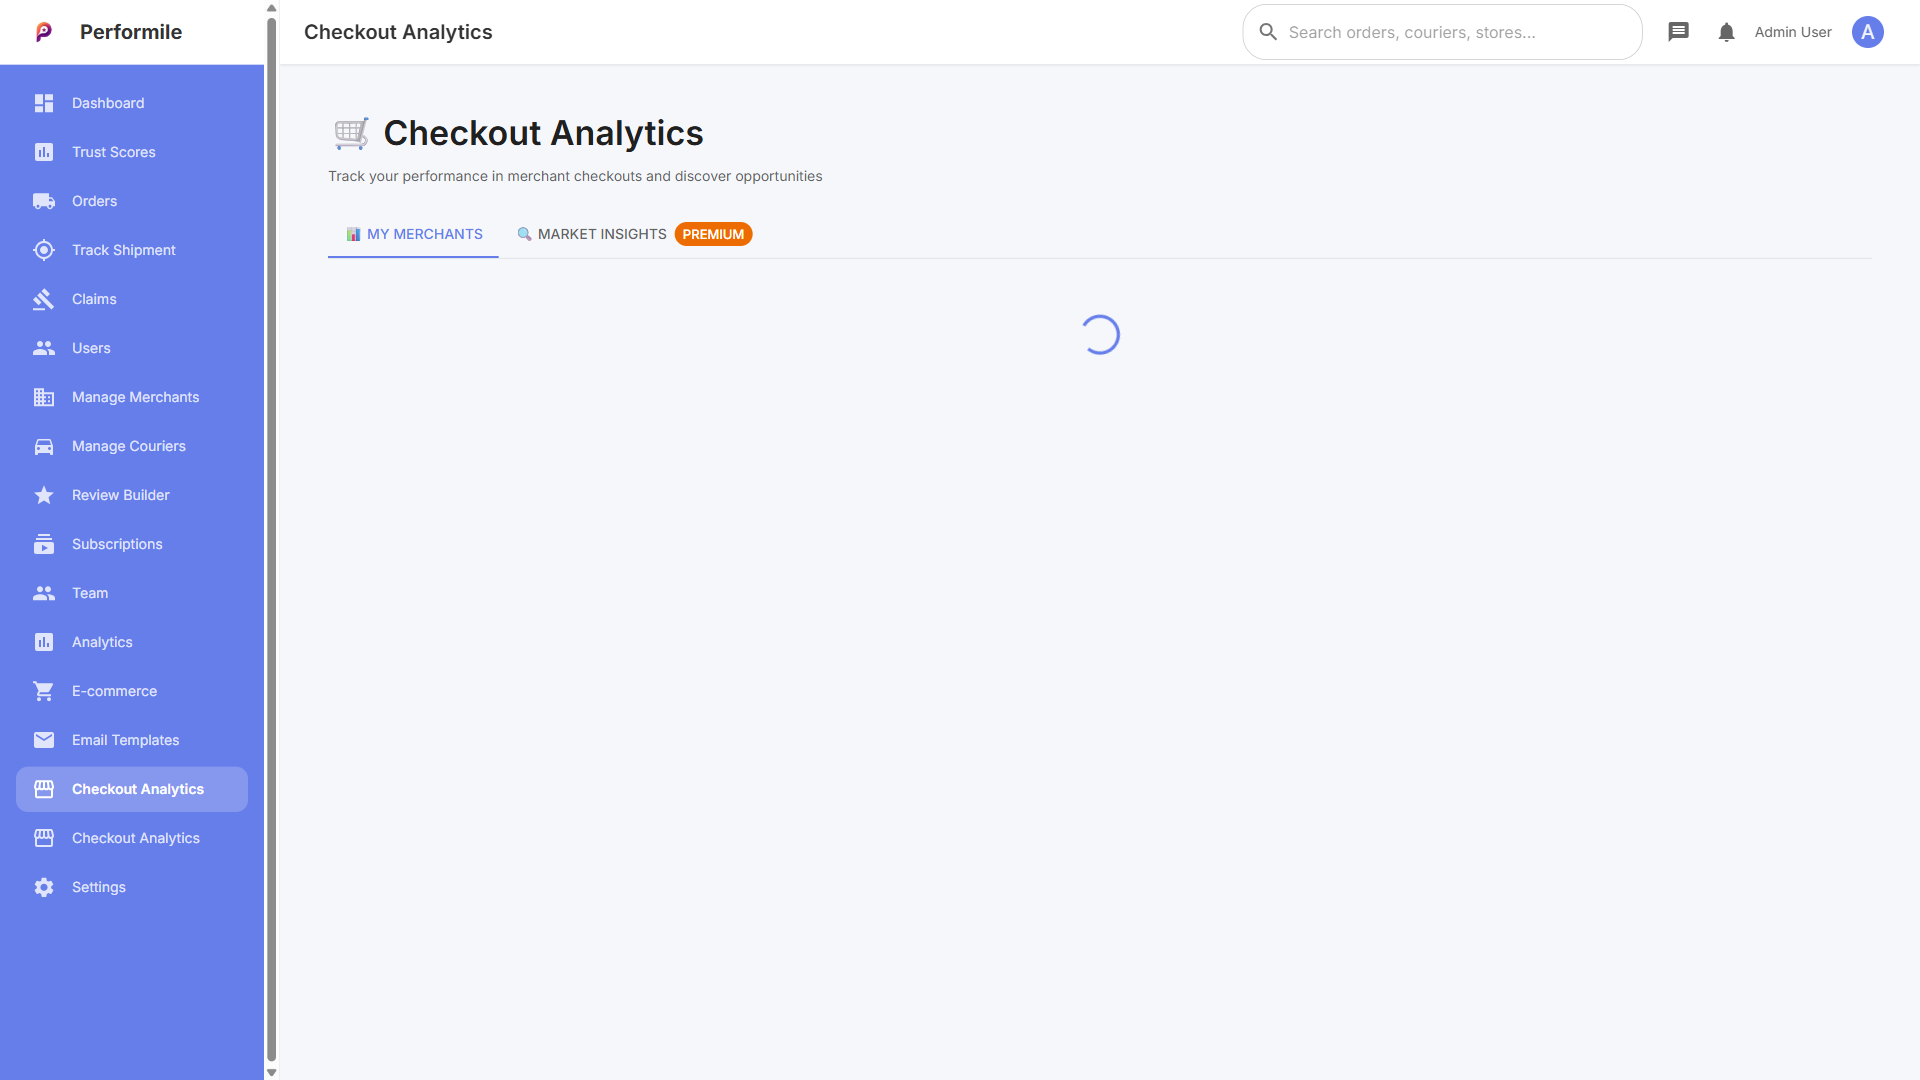 Performile
Checkout Analytics
Search orders, couriers, stores...
Admin User
A
Dashboard
Trust Scores
Orders
Track Shipment
Claims
Users
Manage Merchants
Manage Couriers
Review Builder
Subscriptions
Team
Analytics
E-commerce
Email Templates
Checkout Analytics
Checkout Analytics
Settings
Checkout Analytics
Track your performance in merchant checkouts and discover opportunities
MY MERCHANTS
MARKET INSIGHTS PREMIUM